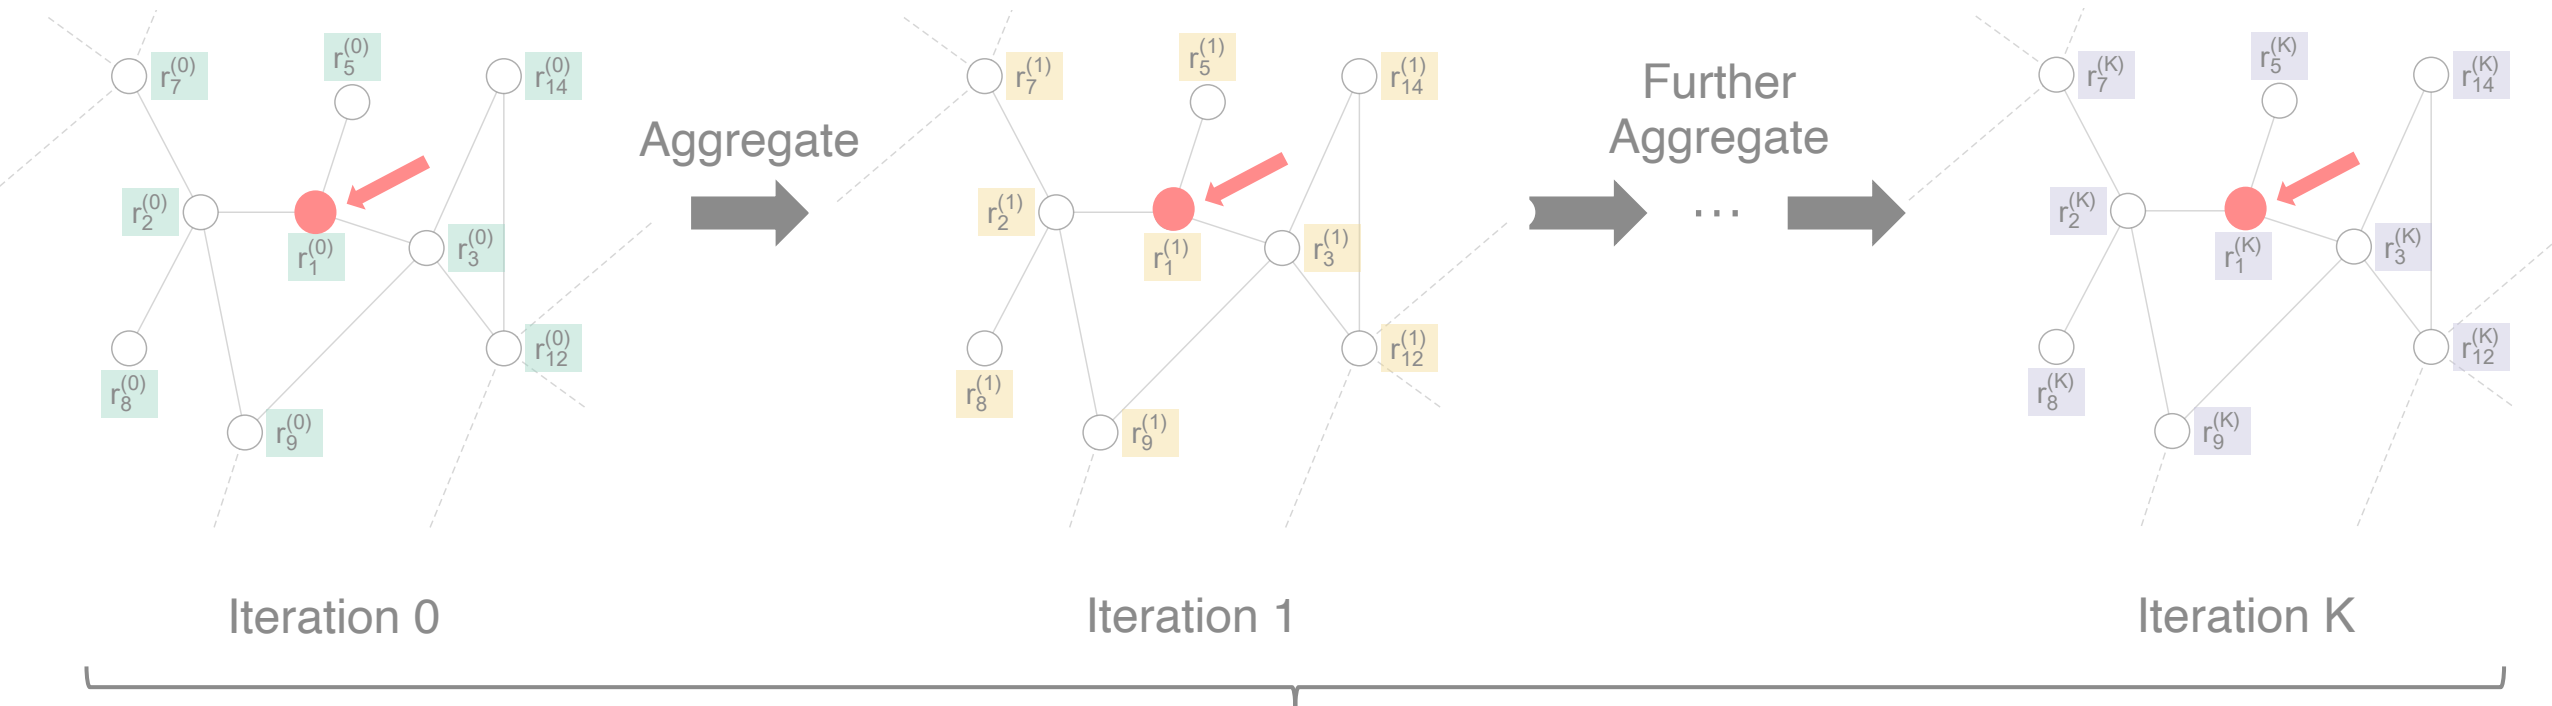 r₇⁽⁰⁾
r₅⁽⁰⁾
r₁₄⁽⁰⁾
r₂⁽⁰⁾
r₁⁽⁰⁾
r₃⁽⁰⁾
r₁₂⁽⁰⁾
r₈⁽⁰⁾
r₉⁽⁰⁾
Iteration 0
Aggregate
r₇⁽¹⁾
r₅⁽¹⁾
r₁₄⁽¹⁾
r₂⁽¹⁾
r₁⁽¹⁾
r₃⁽¹⁾
r₁₂⁽¹⁾
r₈⁽¹⁾
r₉⁽¹⁾
Iteration 1
Further
Aggregate
...
r₇⁽ᴷ⁾
r₅⁽ᴷ⁾
r₁₄⁽ᴷ⁾
r₂⁽ᴷ⁾
r₁⁽ᴷ⁾
r₃⁽ᴷ⁾
r₁₂⁽ᴷ⁾
r₈⁽ᴷ⁾
r₉⁽ᴷ⁾
Iteration K